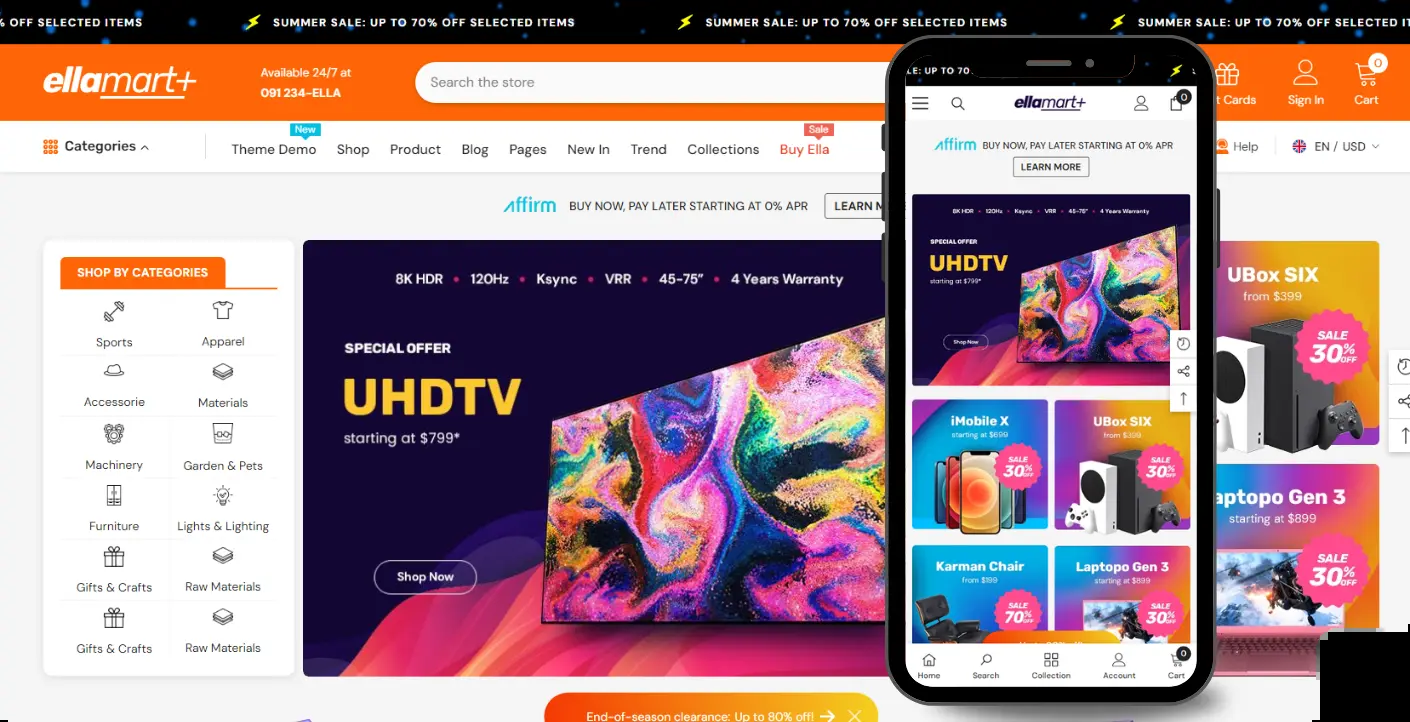 % OFF SELECTED ITEMS
SUMMER SALE: UP TO 70% OFF SELECTED ITEMS
SUMMER SALE: UP TO 70% OFF SELECTED ITEMS
SUMMER SALE: UP TO 70% OFF SELECTED
ellamart+
Available 24/7 at
091 234-ELLA
Search the store
t Cards
Sign In
0
Cart
Categories
New
Theme Demo
Shop
Product
Blog
Pages
New In
Trend
Collections
Sale
Buy Ella
Help
EN / USD
affirm BUY NOW, PAY LATER STARTING AT 0% APR
LEARN M
SHOP BY CATEGORIES
Sports
Apparel
Accessorie
Materials
Machinery
Garden & Pets
Furniture
Lights & Lighting
Gifts & Crafts
Raw Materials
Gifts & Crafts
Raw Materials
8K HDR • 120Hz • Ksync • VRR • 45-75” • 4 Years Warranty
SPECIAL OFFER
UHDTV
starting at $799*
Shop Now
UBox SIX
from $399
SALE
30% OFF
aptopo Gen 3
starting at $899
SALE
30% OFF
End-of-season clearance: Up to 80% off!
LE: UP TO 70
ellamart+
0
affirm BUY NOW, PAY LATER STARTING AT 0% APR
LEARN MORE
8K HDR • 120Hz • Ksync • VRR • 45-75” • 4 Years Warranty
SPECIAL OFFER
UHDTV
starting at $799*
Shop Now
iMobile X
starting at $699
SALE
30% OFF
UBox SIX
from $399
SALE
30% OFF
Karman Chair
from $199
SALE
70% OFF
Laptopo Gen 3
starting at $899
SALE
30% OFF
Home
Search
Collection
Account
0
Cart